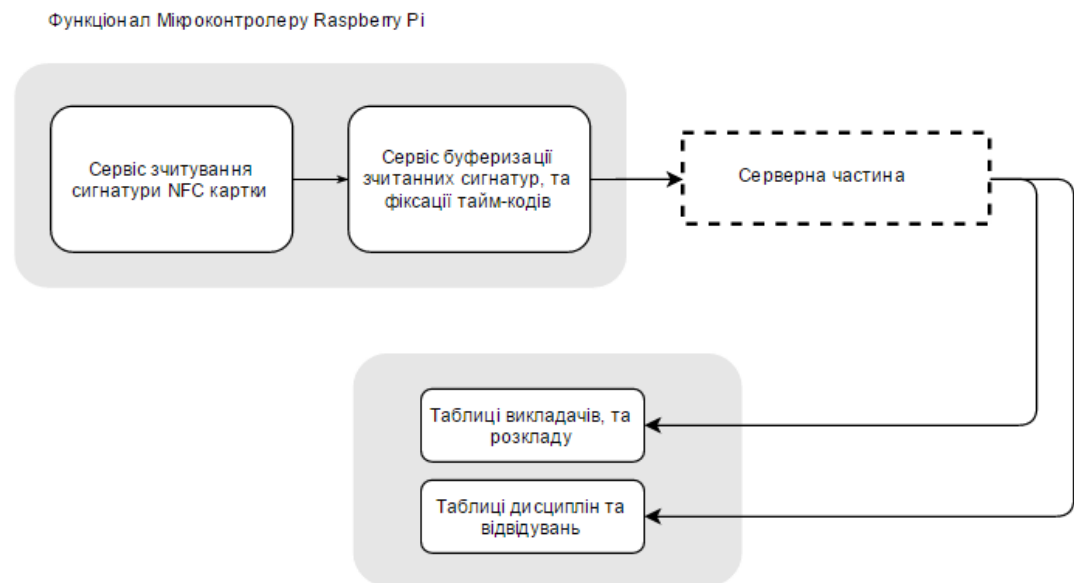 Функціонал Мікроконтролеру Raspberry Pi
Сервіс зчитування
сигнатури NFC картки
Сервіс буферизації
зчитанних сигнатур, та
фіксації тайм-кодів
Серверна частина
Таблиці викладачів, та
розкладу
Таблиці дисциплін та
відвідувань